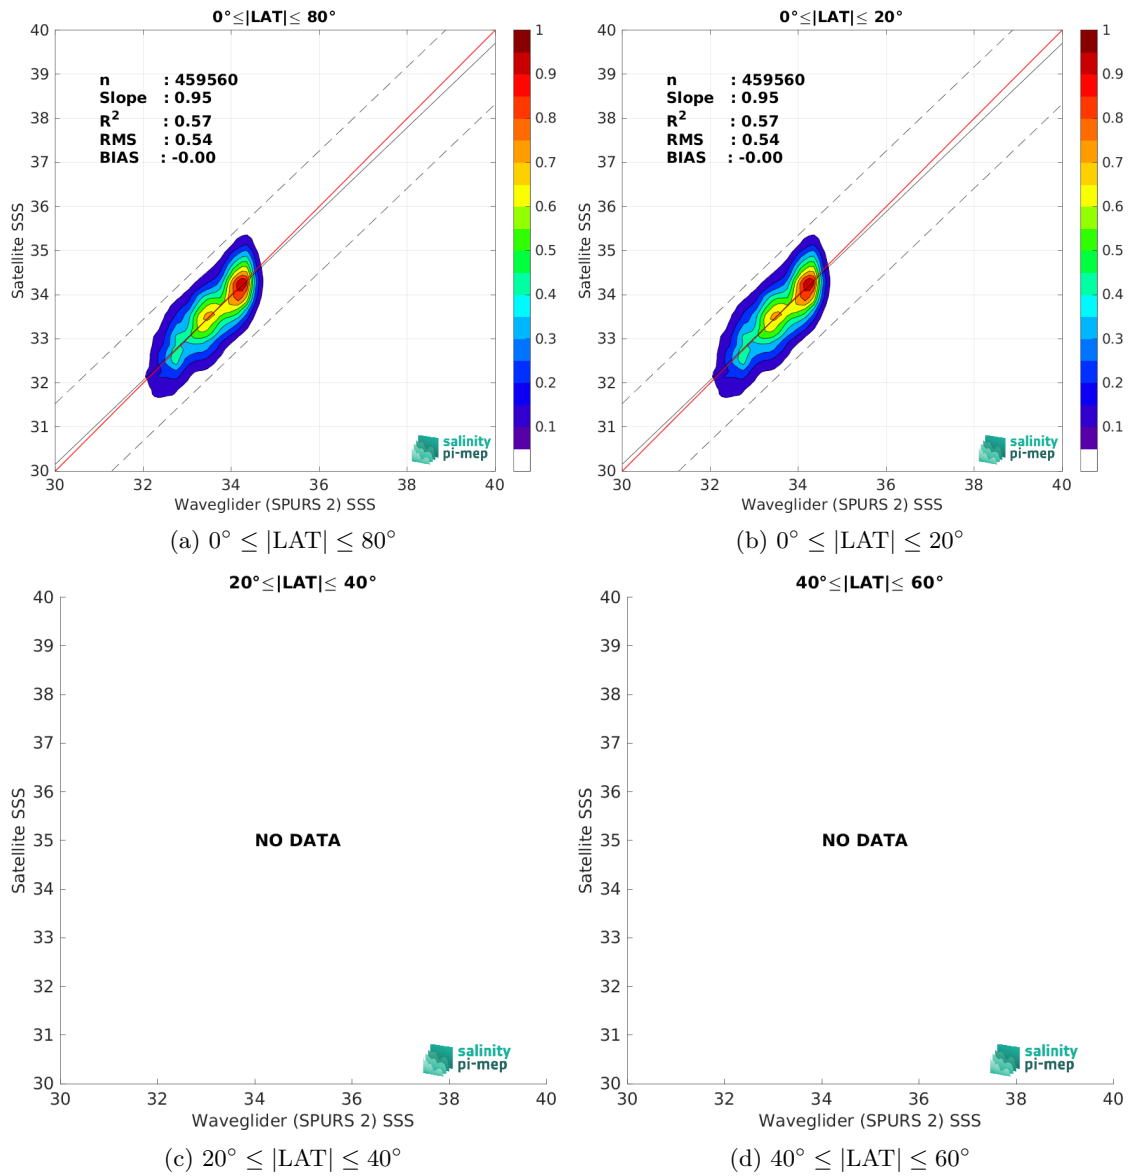 0°≤|LAT|≤ 80°
40
39
38
37
36
35
34
33
32
31
30
Satellite SSS
n : 459560
Slope : 0.95
R² : 0.57
RMS : 0.54
BIAS : -0.00
1
0.9
0.8
0.7
0.6
0.5
0.4
0.3
0.2
0.1
salinity
pi-mep
30 32 34 36 38 40
Waveglider (SPURS 2) SSS
(a) 0° ≤ |LAT| ≤ 80°
0°≤|LAT|≤ 20°
40
39
38
37
36
35
34
33
32
31
30
Satellite SSS
n : 459560
Slope : 0.95
R² : 0.57
RMS : 0.54
BIAS : -0.00
1
0.9
0.8
0.7
0.6
0.5
0.4
0.3
0.2
0.1
salinity
pi-mep
30 32 34 36 38 40
Waveglider (SPURS 2) SSS
(b) 0° ≤ |LAT| ≤ 20°
20°≤|LAT|≤ 40°
40
39
38
37
36
35
34
33
32
31
30
Satellite SSS
NO DATA
salinity
pi-mep
30 32 34 36 38 40
Waveglider (SPURS 2) SSS
(c) 20° ≤ |LAT| ≤ 40°
40°≤|LAT|≤ 60°
40
39
38
37
36
35
34
33
32
31
30
Satellite SSS
NO DATA
salinity
pi-mep
30 32 34 36 38 40
Waveglider (SPURS 2) SSS
(d) 40° ≤ |LAT| ≤ 60°